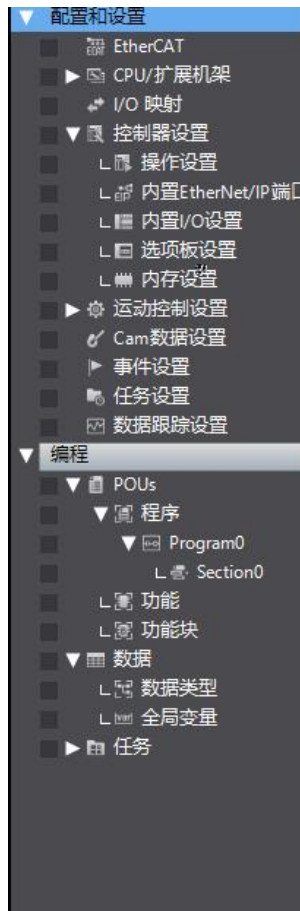 配置和设置
EtherCAT
CPU/扩展机架
I/O 映射
控制器设置
操作设置
内置EtherNet/IP端
内置I/O设置
选项板设置
内存设置
运动控制设置
Cam数据设置
事件设置
任务设置
数据跟踪设置
编程
POUs
程序
Program0
Section0
功能
功能块
数据
数据类型
全局变量
任务